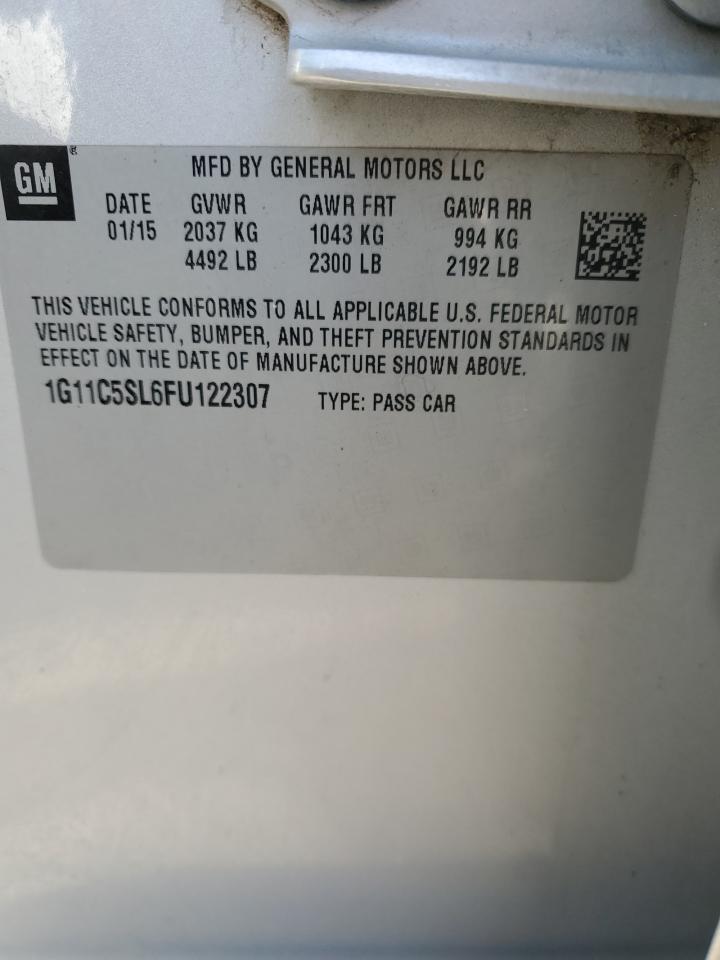 GM ®
MFD BY GENERAL MOTORS LLC
DATE GVWR GAWR FRT GAWR RR
01/15 2037 KG 1043 KG 994 KG
4492 LB 2300 LB 2192 LB
THIS VEHICLE CONFORMS TO ALL APPLICABLE U.S. FEDERAL MOTOR
VEHICLE SAFETY, BUMPER, AND THEFT PREVENTION STANDARDS IN
EFFECT ON THE DATE OF MANUFACTURE SHOWN ABOVE.
1G11C5SL6FU122307 TYPE: PASS CAR